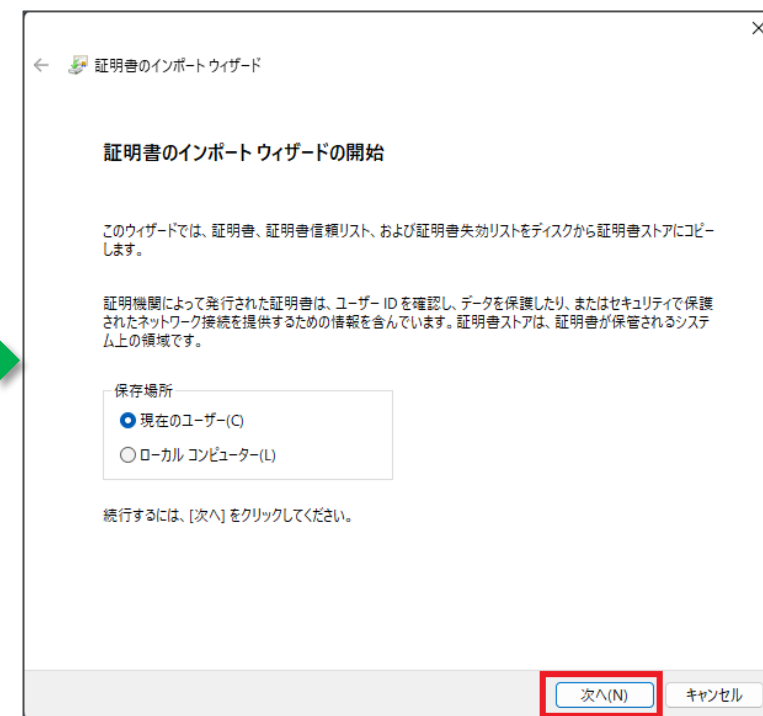 証明書のインポート ウィザード
証明書のインポート ウィザードの開始
このウィザードでは、証明書、証明書信頼リスト、および証明書失効リストをディスクから証明書ストアにコピー
します。
証明機関によって発行された証明書は、ユーザー ID を確認し、データを保護したり、またはセキュリティで保護
されたネットワーク接続を提供するための情報を含んでいます。証明書ストアは、証明書が保管されるシステ
ム上の領域です。
保存場所
現在のユーザー(C)
ローカル コンピューター(L)
続行するには、[次へ] をクリックしてください。
次へ(N)
キャンセル